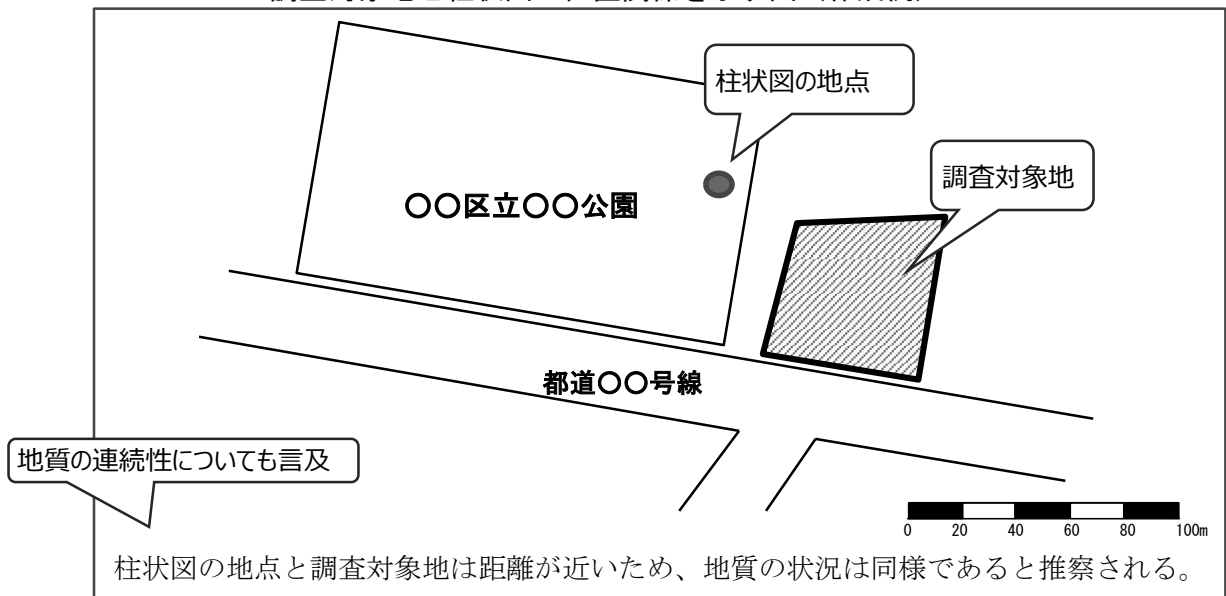 柱状図の地点
調査対象地
〇〇区立〇〇公園
都道〇〇号線
地質の連続性についても言及
0 20 40 60 80 100m
柱状図の地点と調査対象地は距離が近いため、地質の状況は同様であると推察される。